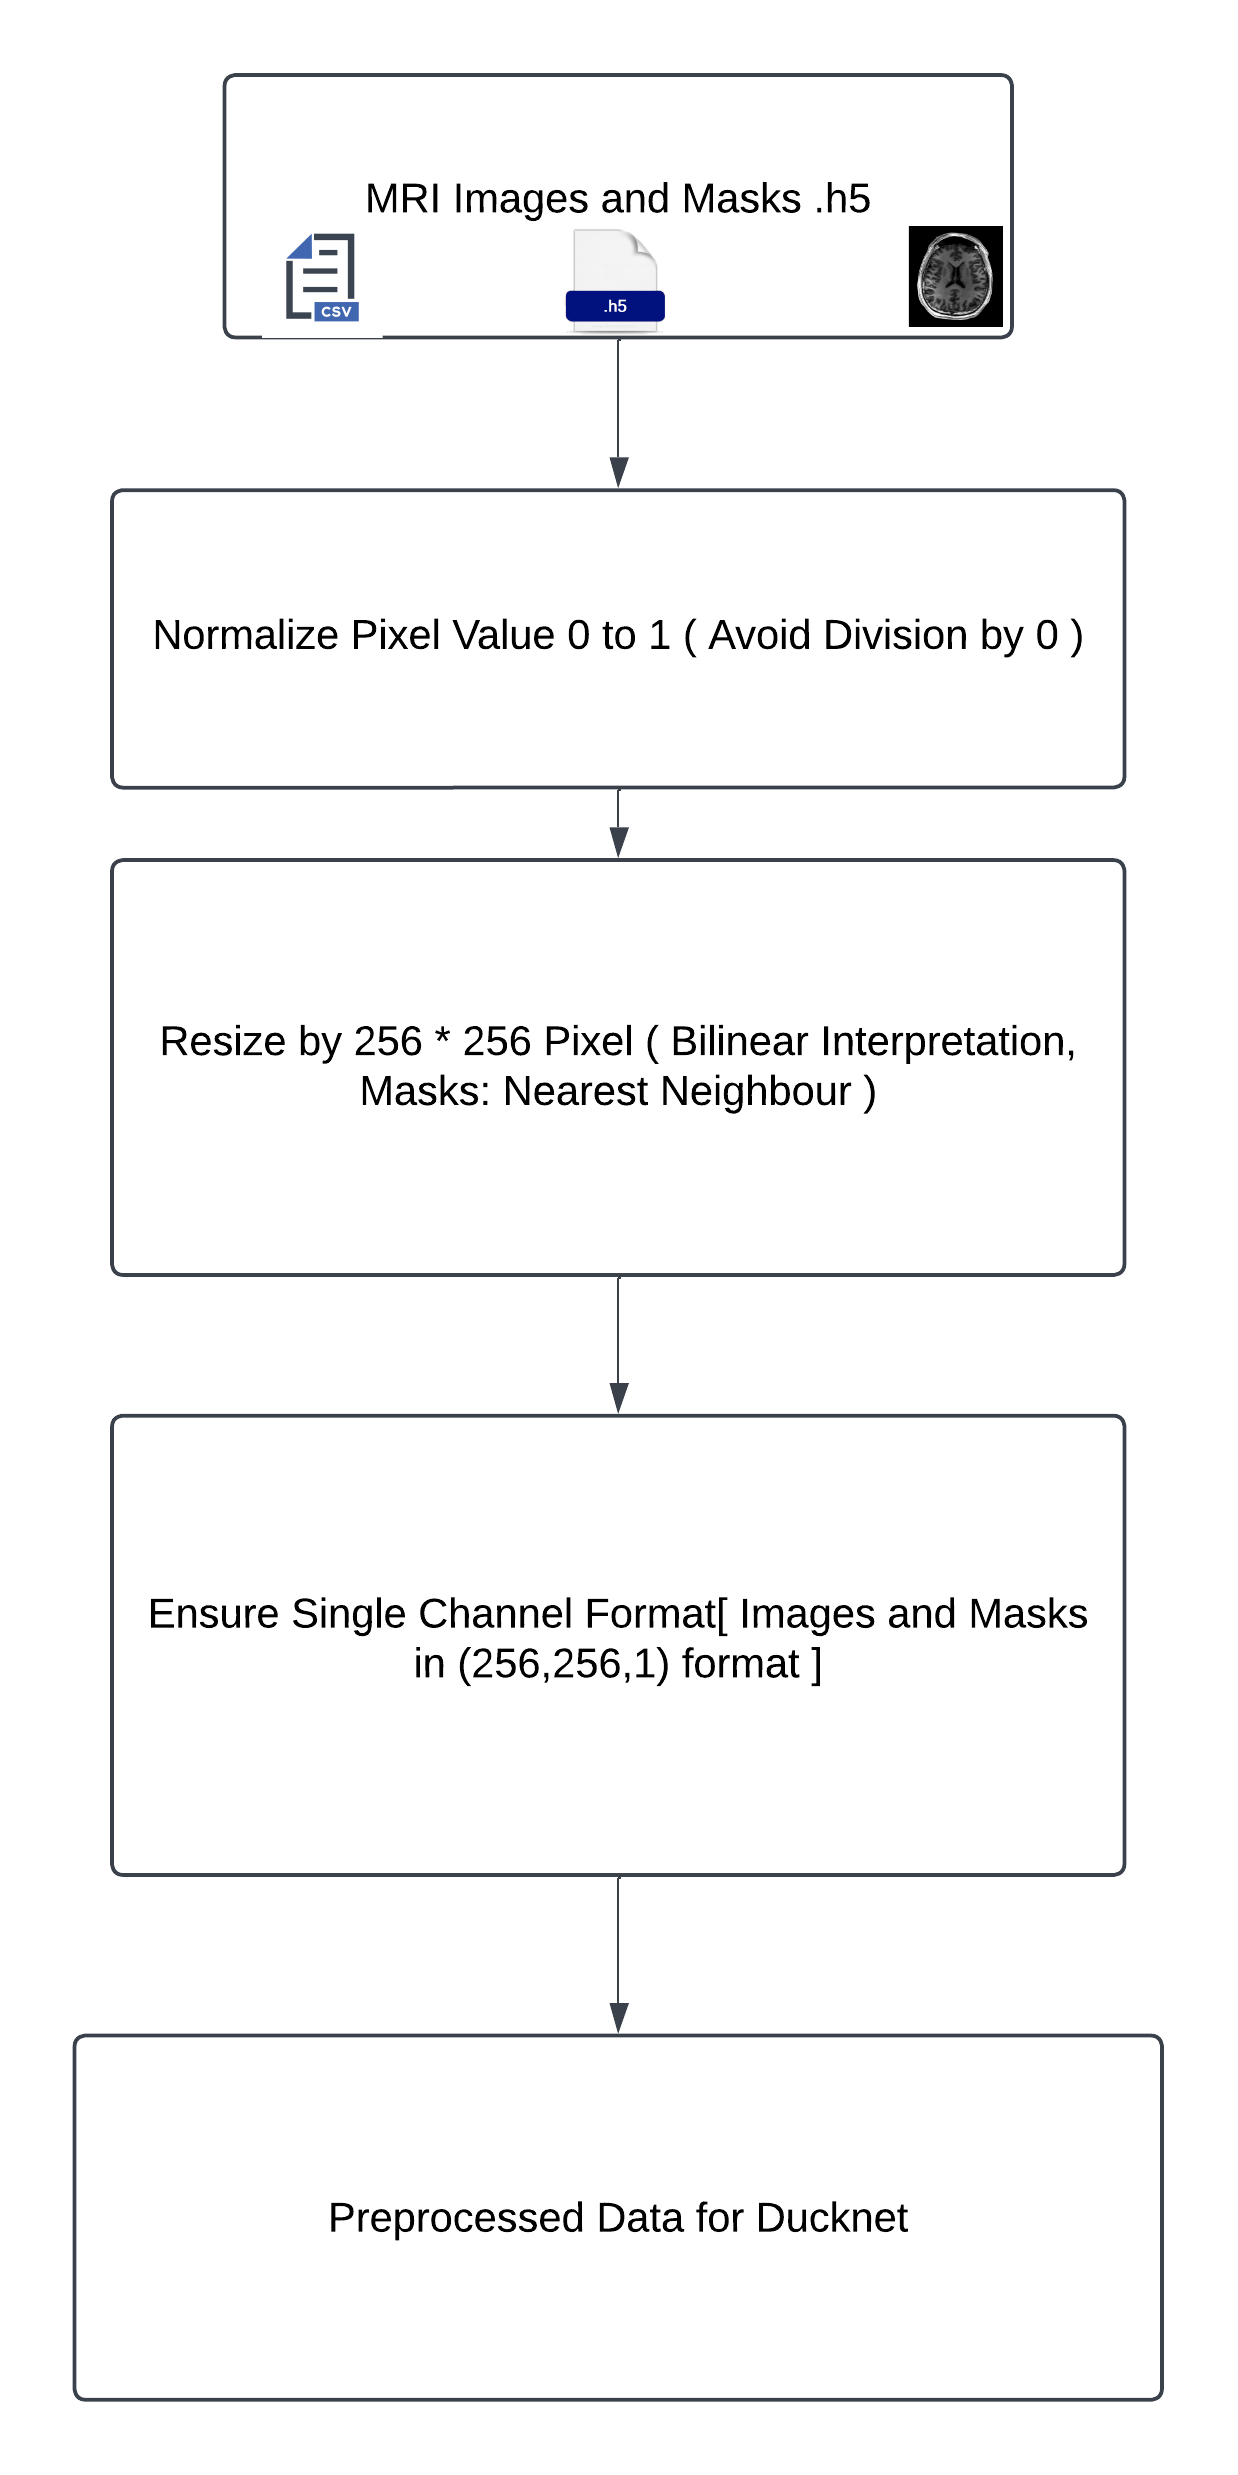 MRI Images and Masks .h5
CSV
.h5
Normalize Pixel Value 0 to 1 ( Avoid Division by 0 )
Resize by 256 * 256 Pixel ( Bilinear Interpretation,
Masks: Nearest Neighbour )
Ensure Single Channel Format[ Images and Masks
in (256,256,1) format ]
Preprocessed Data for Ducknet